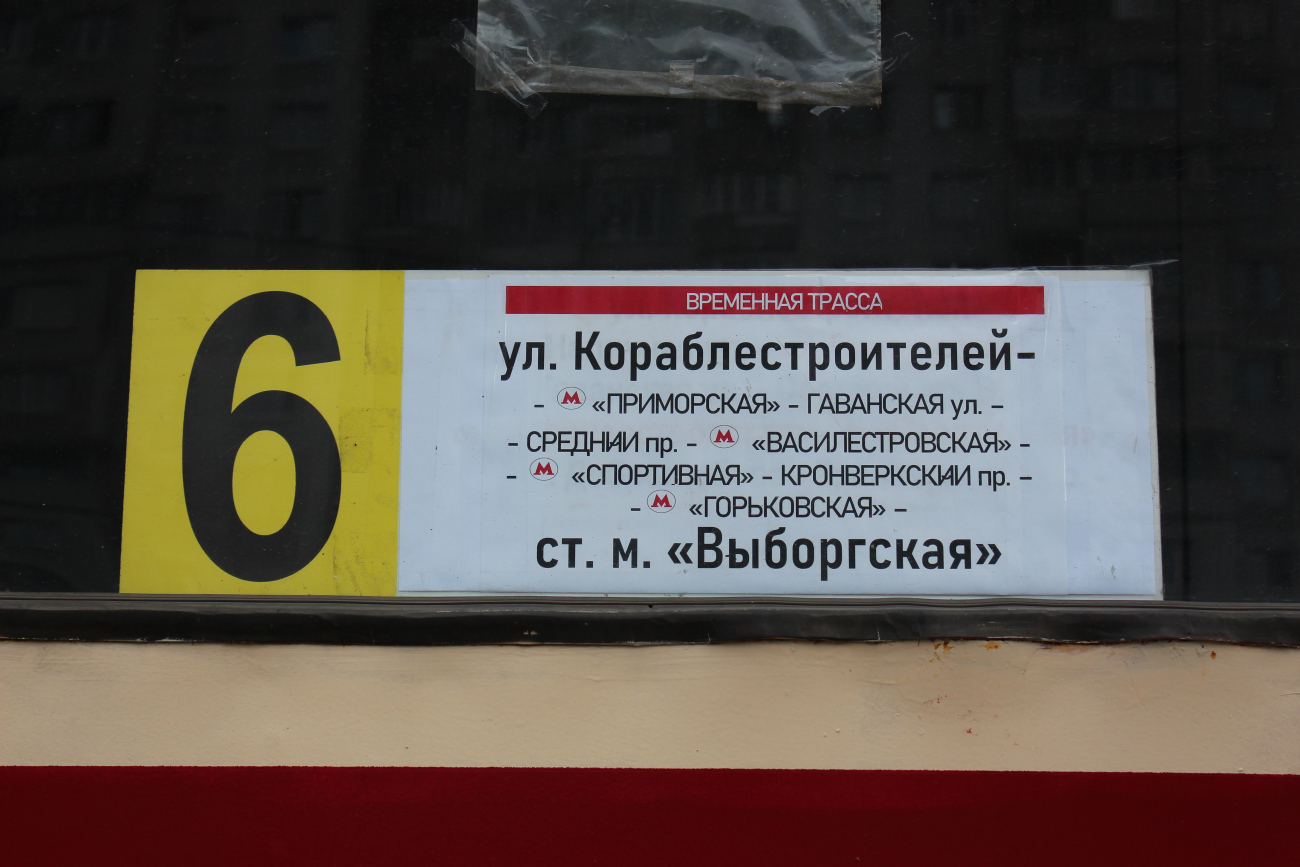 6
ВРЕМЕННАЯ ТРАССА
ул. Кораблестроителей-
- М «ПРИМОРСКАЯ» - ГАВАНСКАЯ ул. -
- СРЕДНИИ пр. - М «ВАСИЛЕСТРОВСКАЯ» -
- М «СПОРТИВНАЯ» - КРОНВЕРКСКИИ пр. -
- М «ГОРЬКОВСКАЯ» -
ст. м. «Выборгская»